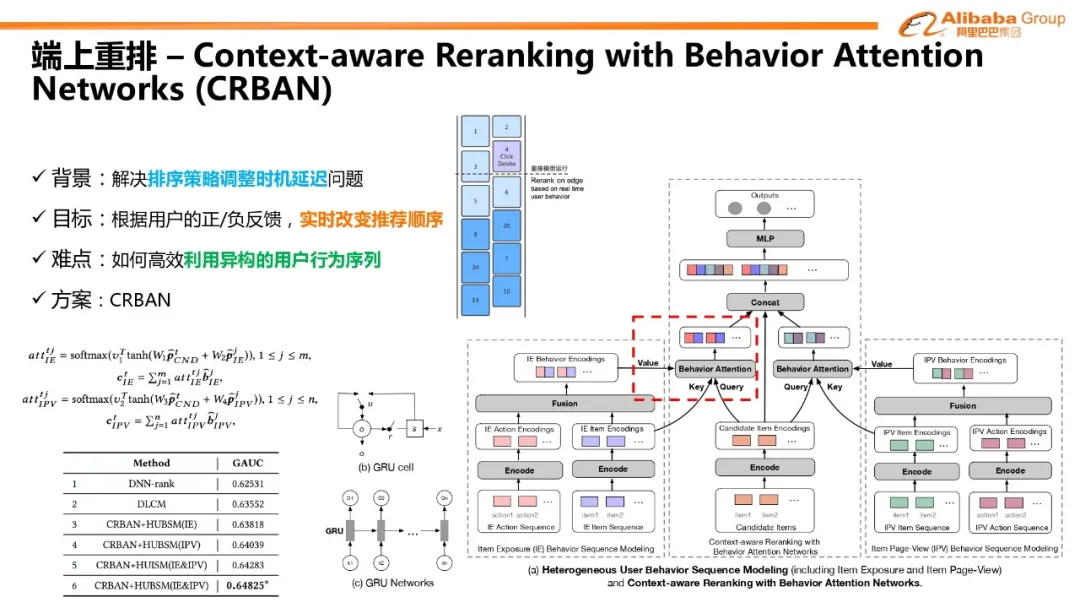 Alibaba Group
阿里巴巴集团
端上重排 – Context-aware Reranking with Behavior Attention
Networks (CRBAN)
✓ 背景：解决排序策略调整时机延迟问题
✓ 目标：根据用户的正/负反馈，实时改变推荐顺序
✓ 难点：如何高效利用异构的用户行为序列
✓ 方案：CRBAN
1
2
3
4
Click
Delete
5
6
8
20
34
7
14
10
重排模型运行
Rerank on edge
based on real time
user behavior
att_{IE}^{tj} = softmax(v_1^T tanh(W_1 p̂_{CND}^t + W_2 p̂_{IE}^j)), 1 ≤ j ≤ m,
c_{IE}^t = ∑_{j=1}^m att_{IE}^{tj} b̂_{IE}^j,
att_{IPV}^{tj} = softmax(v_2^T tanh(W_3 p̂_{CND}^t + W_4 p̂_{IPV}^j)), 1 ≤ j ≤ n,
c_{IPV}^t = ∑_{j=1}^n att_{IPV}^{tj} b̂_{IPV}^j,
Method GAUC
1 DNN-rank 0.62531
2 DLCM 0.63552
3 CRBAN+HUBSM(IE) 0.63818
4 CRBAN+HUBSM(IPV) 0.64039
5 CRBAN+HUISM(IE&IPV) 0.64283
6 CRBAN+HUBSM(IE&IPV) 0.64825*
u
o
r
s
x
o
(b) GRU cell
O1 O2 ... On
GRU
...
X1 X2 Xn
(c) GRU Networks
Outputs
...
MLP
...
Concat
... ...
Behavior Attention Behavior Attention
Value Value
Key Query Query Key
IE Behavior Encodings
...
Fusion
IE Action Encodings IE Item Encodings
... ...
Encode Encode
... ...
action1 action2 item1 item2
IE Action Sequence IE Item Sequence
Item Exposure (IE) Behavior Sequence Modeling
Candidate Item Encodings
...
Encode
...
item1 item2
Candidate Items
Context-aware Reranking with
Behavior Attention Networks
IPV Behavior Encodings
...
Fusion
IPV Item Encodings IPV Action Encodings
... ...
Encode Encode
... ...
item1 item2 action1 action2
IPV Item Sequence IPV Action Sequence
Item Page-View (IPV) Behavior Sequence Modeling
(a) Heterogeneous User Behavior Sequence Modeling (including Item Exposure and Item Page-View)
and Context-aware Reranking with Behavior Attention Networks.